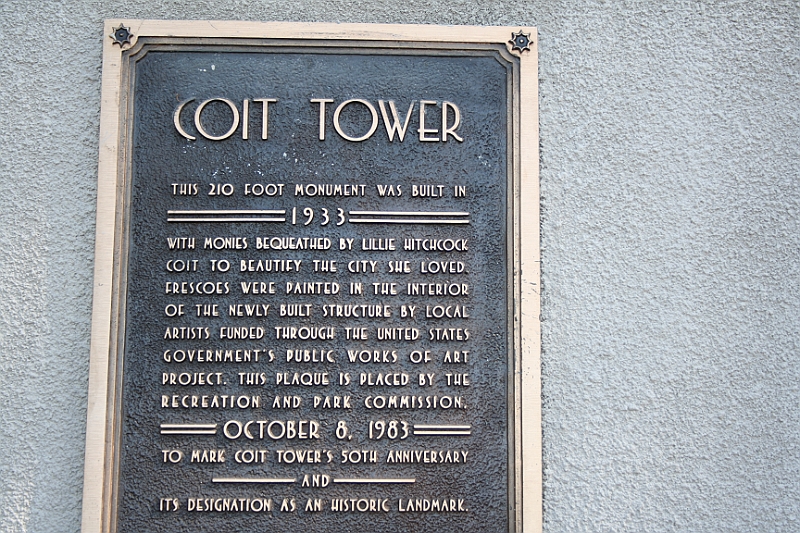 COIT TOWER
THIS 210 FOOT MONUMENT WAS BUILT IN
1933
WITH MONIES BEQUEATHED BY LILLIE HITCHCOCK
COIT TO BEAUTIFY THE CITY SHE LOVED.
FRESCOES WERE PAINTED IN THE INTERIOR
OF THE NEWLY BUILT STRUCTURE BY LOCAL
ARTISTS FUNDED THROUGH THE UNITED STATES
GOVERNMENT'S PUBLIC WORKS OF ART
PROJECT. THIS PLAQUE IS PLACED BY THE
RECREATION AND PARK COMMISSION,
OCTOBER 8, 1983
TO MARK COIT TOWER'S 50TH ANNIVERSARY
AND
ITS DESIGNATION AS AN HISTORIC LANDMARK.